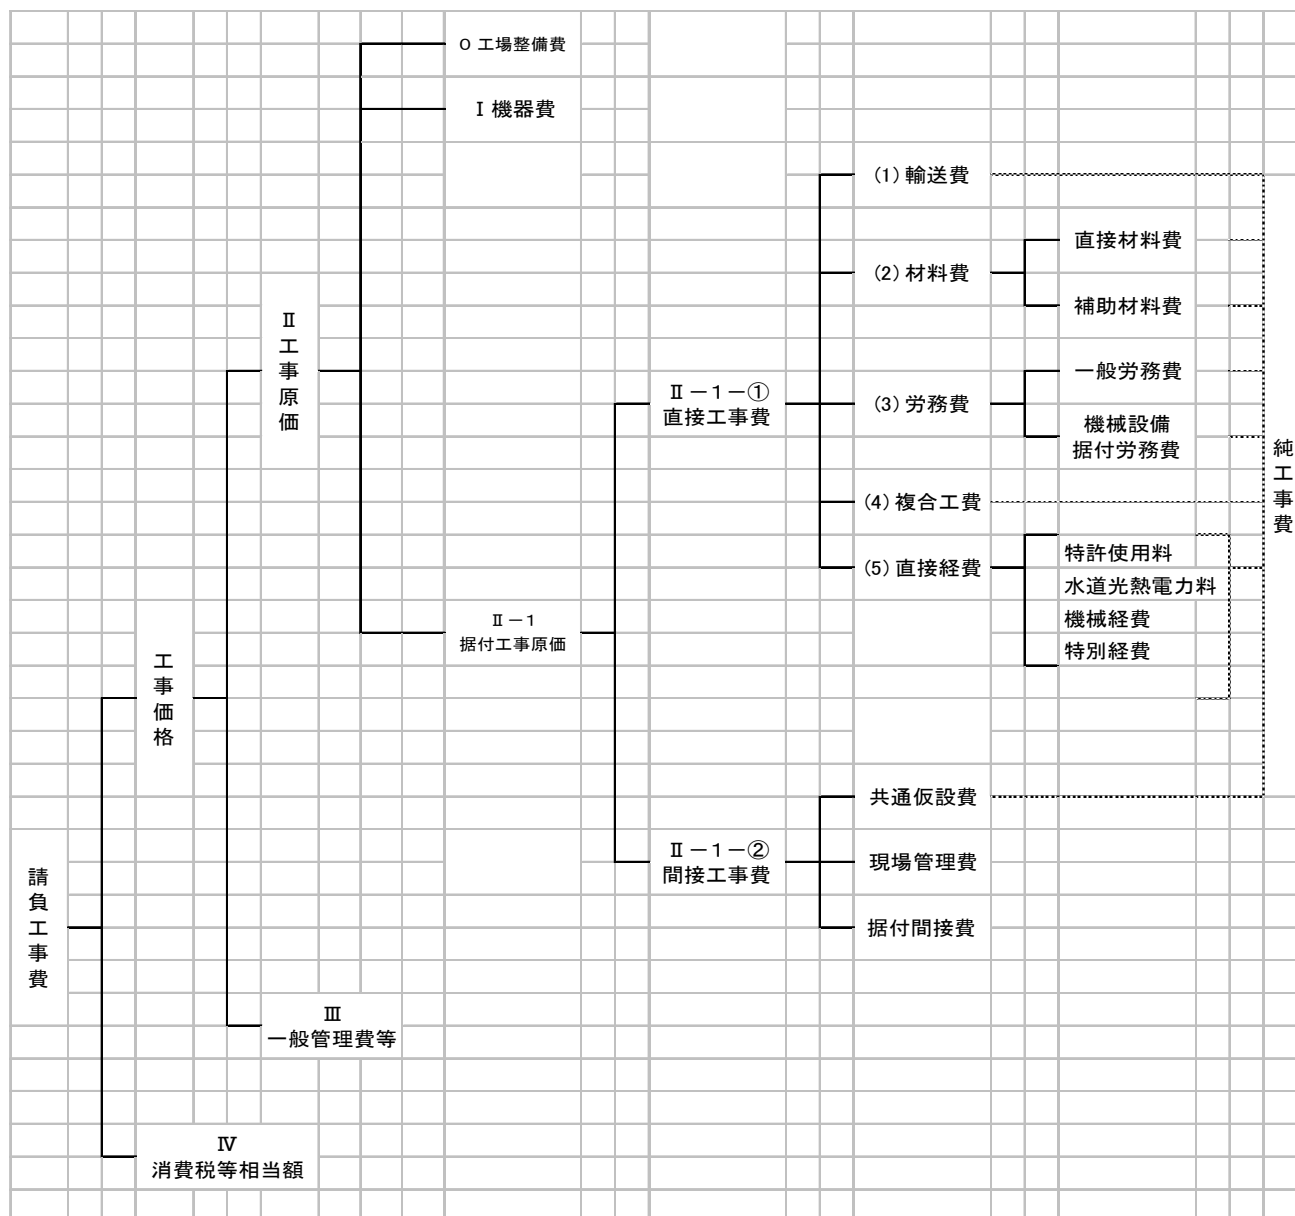 ０ 工場整備費
Ⅰ 機器費
(1) 輸送費
直接材料費
(2) 材料費
補助材料費
Ⅱ
工
事
原
価
一般労務費
Ⅱ－１－①
直接工事費
(3) 労務費
機械設備
据付労務費
純
工
事
費
(4) 複合工費
(5) 直接経費
特許使用料
水道光熱電力料
機械経費
特別経費
Ⅱ－１
据付工事原価
工
事
価
格
共通仮設費
Ⅱ－１－②
間接工事費
現場管理費
据付間接費
請
負
工
事
費
Ⅲ
一般管理費等
Ⅳ
消費税等相当額